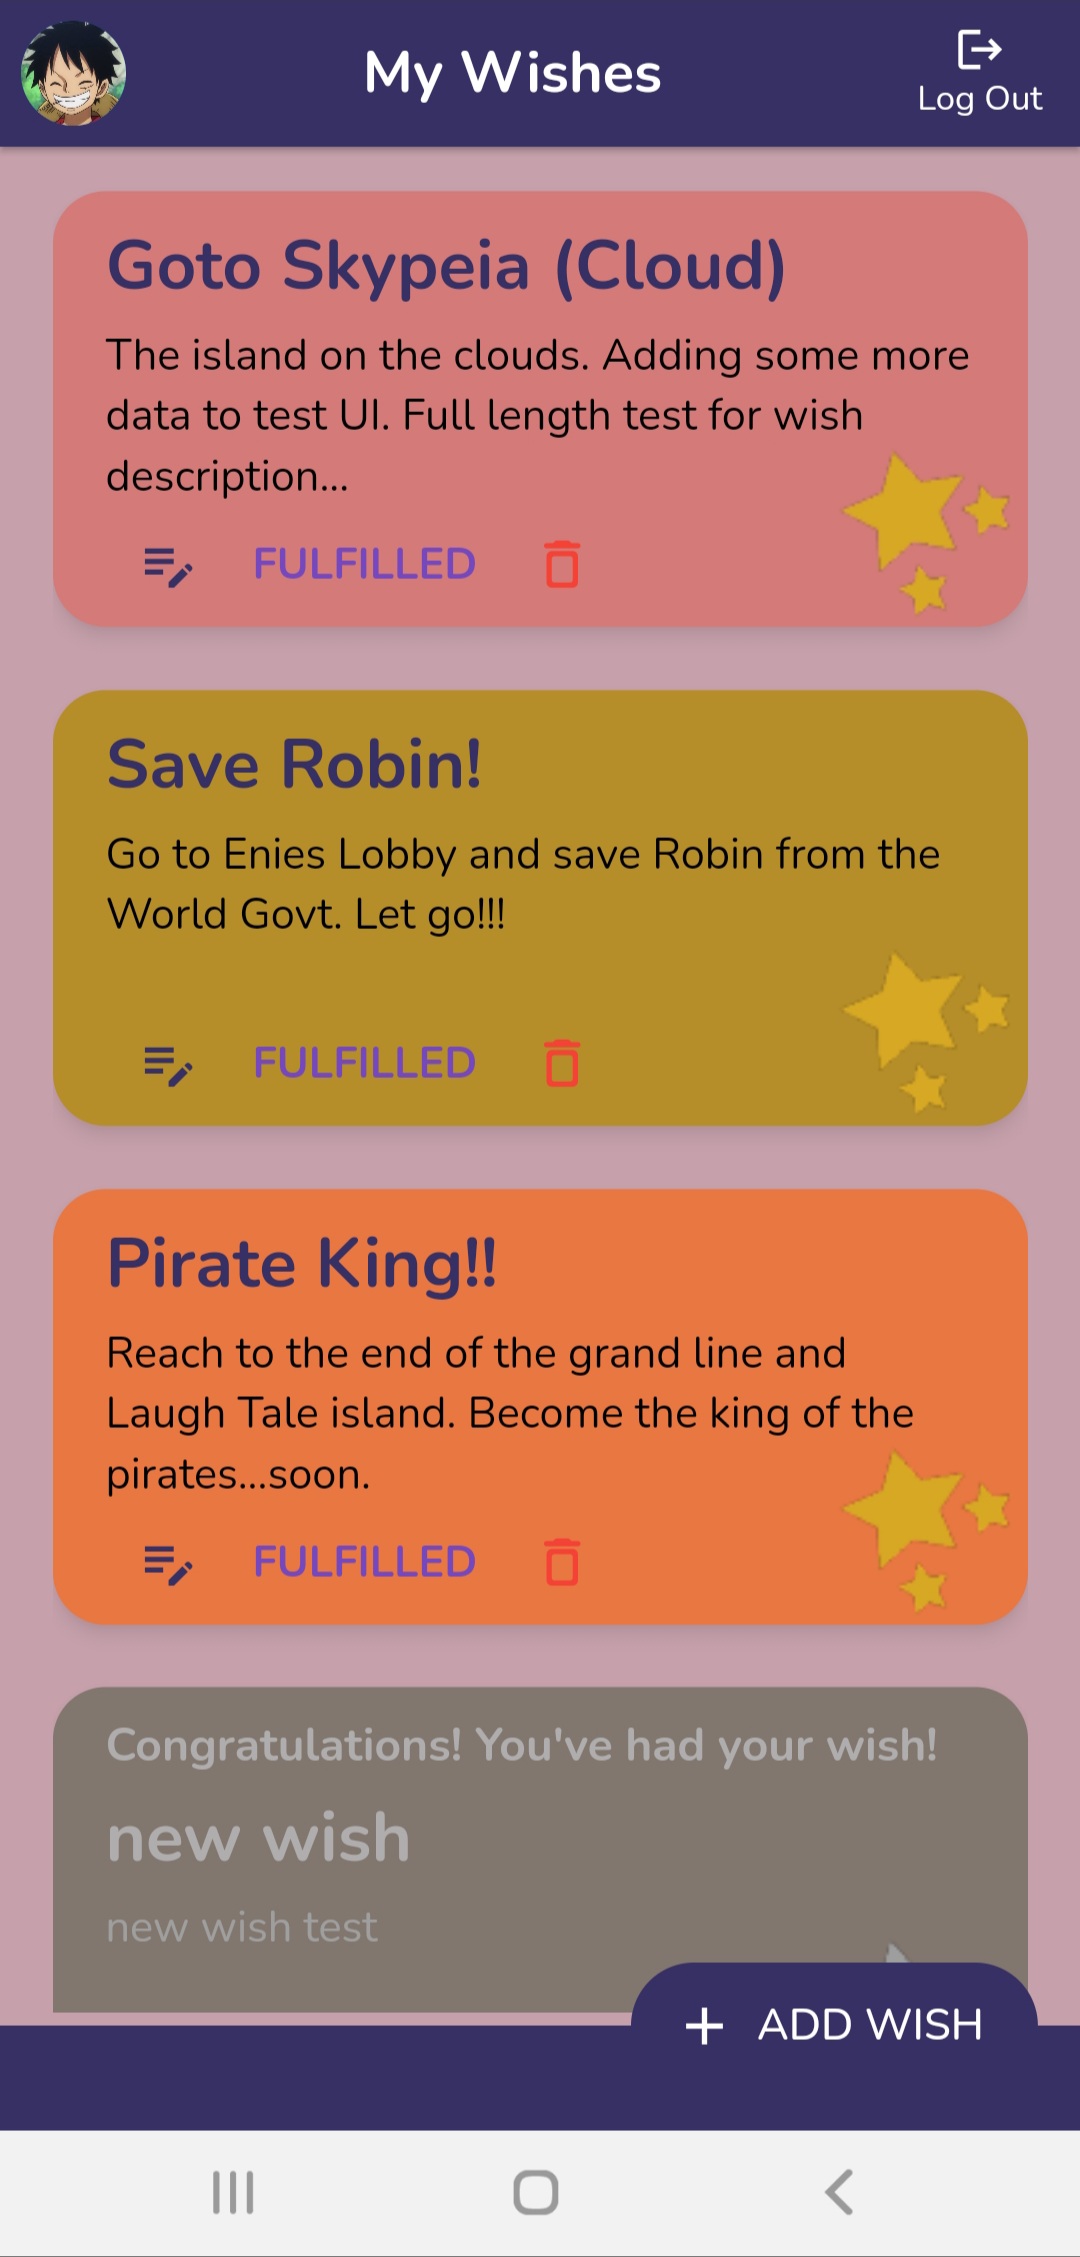 My Wishes
Log Out
Goto Skypeia (Cloud)
The island on the clouds. Adding some more
data to test UI. Full length test for wish
description...
FULFILLED
Save Robin!
Go to Enies Lobby and save Robin from the
World Govt. Let go!!!
FULFILLED
Pirate King!!
Reach to the end of the grand line and
Laugh Tale island. Become the king of the
pirates...soon.
FULFILLED
Congratulations! You've had your wish!
new wish
new wish test
ADD WISH